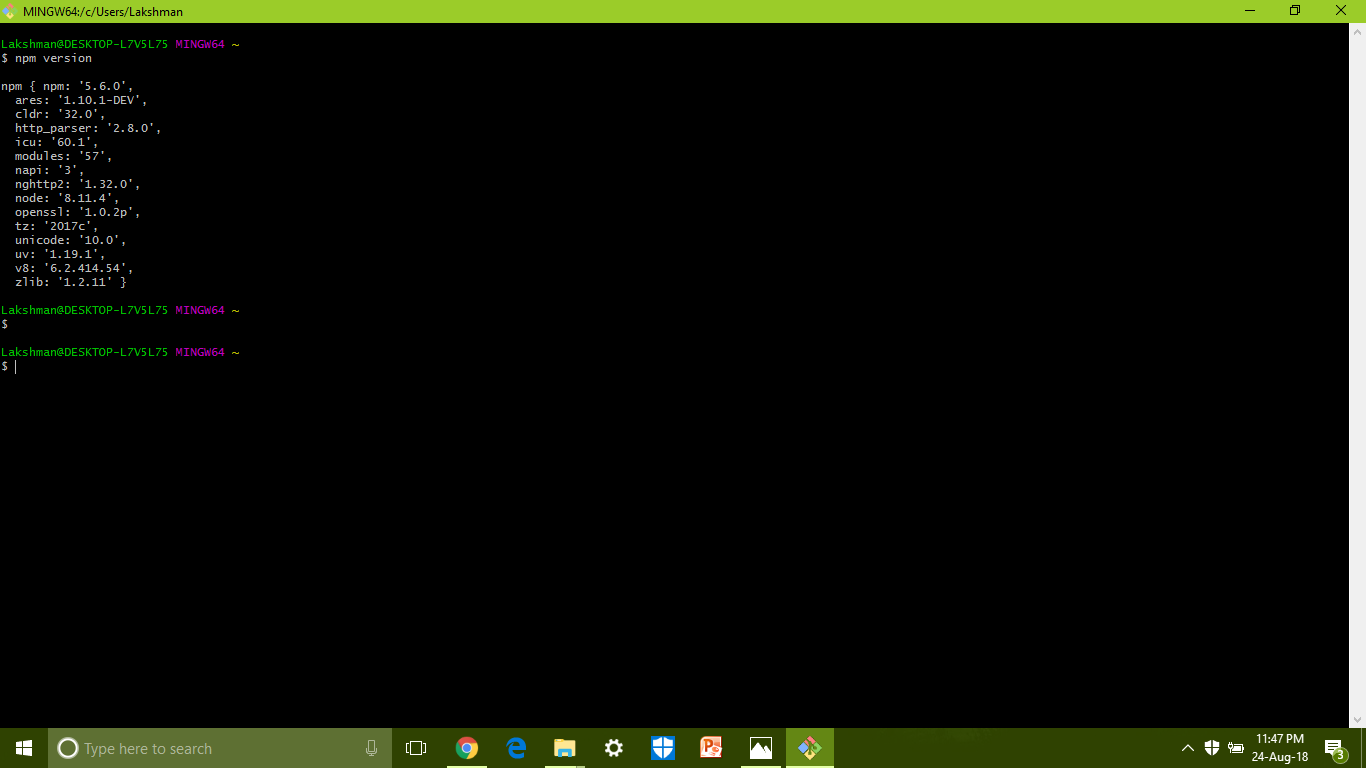 MINGW64:/c/Users/Lakshman
Lakshman@DESKTOP-L7V5L75 MINGW64 ~
$ npm version
npm { npm: '5.6.0',
  ares: '1.10.1-DEV',
  cldr: '32.0',
  http_parser: '2.8.0',
  icu: '60.1',
  modules: '57',
  napi: '3',
  nghttp2: '1.32.0',
  node: '8.11.4',
  openssl: '1.0.2p',
  tz: '2017c',
  unicode: '10.0',
  uv: '1.19.1',
  v8: '6.2.414.54',
  zlib: '1.2.11' }
Lakshman@DESKTOP-L7V5L75 MINGW64 ~
$
Lakshman@DESKTOP-L7V5L75 MINGW64 ~
$
Type here to search
11:47 PM
24-Aug-18
3